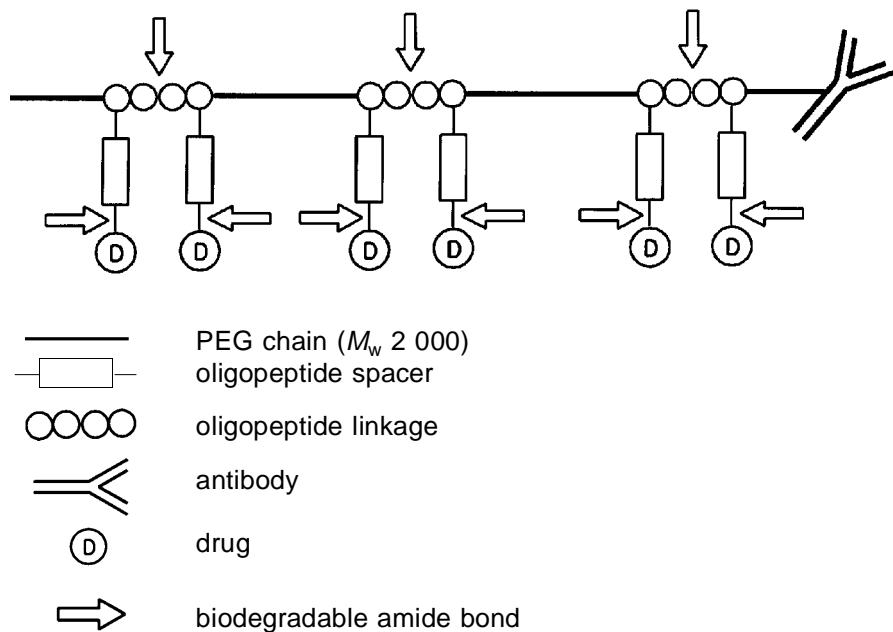 D D D D D D
PEG chain (Mw 2 000)
oligopeptide spacer
oligopeptide linkage
antibody
D drug
biodegradable amide bond